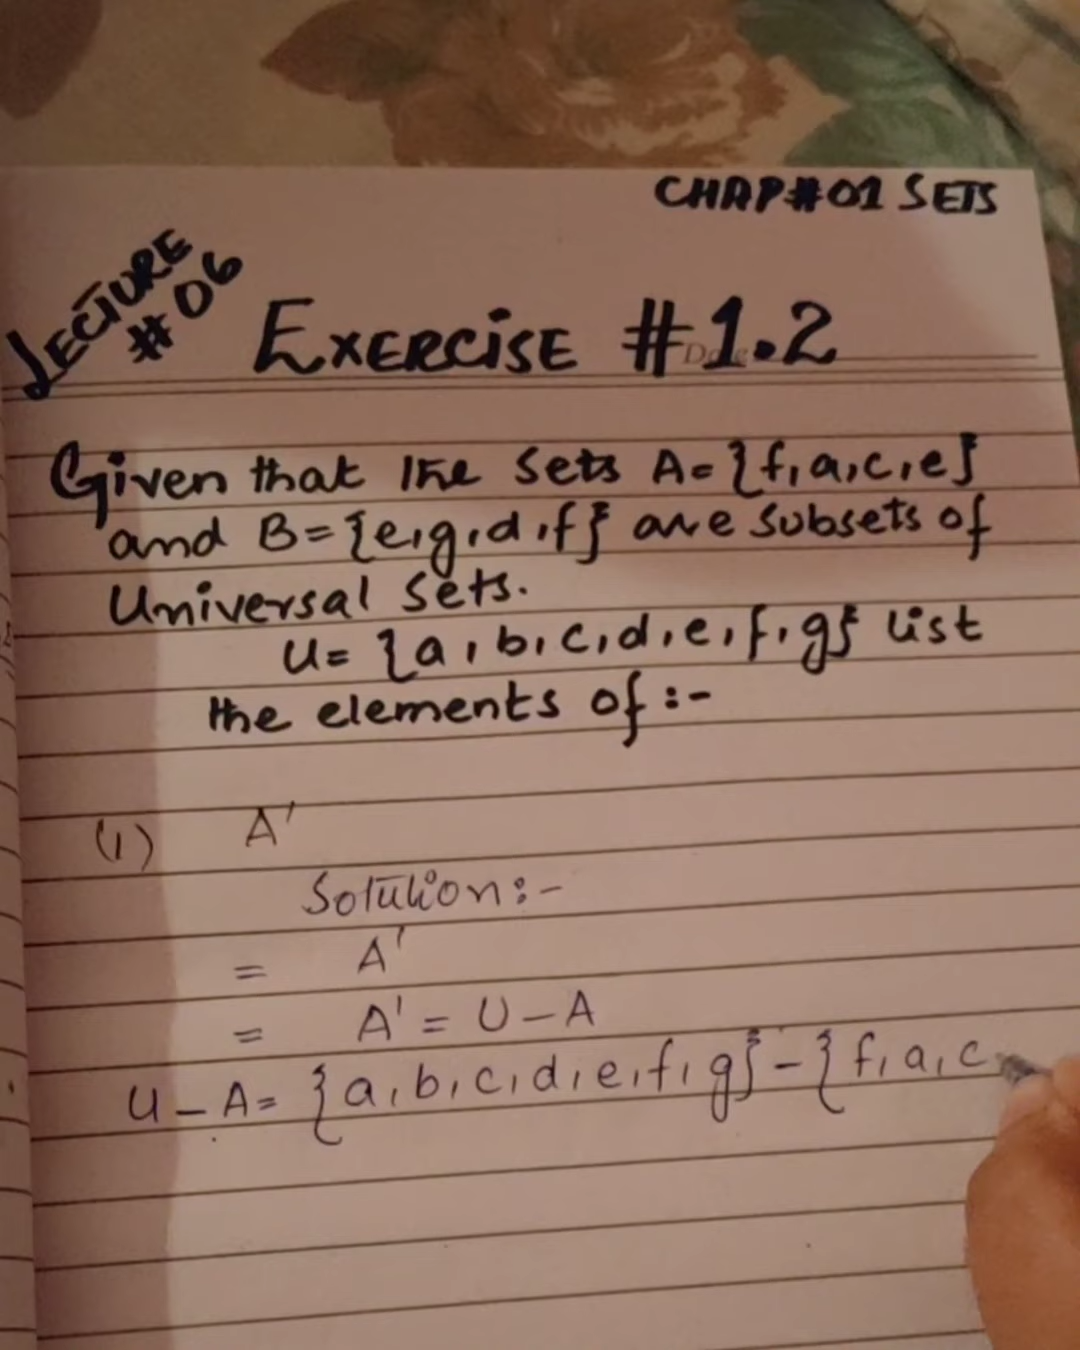 CHAP#01 SETS
LECTURE
#06
EXERCISE #1.2
Given that the Sets A={f,a,c,e}
and B={e,g,d,f} are Subsets of
Universal Sets.
U={a,b,c,d,e,f,g} list
the elements of:-
(1) A'
Solution:-
= A'
= A' = U-A
U-A={a,b,c,d,e,f,g}-{f,a,c